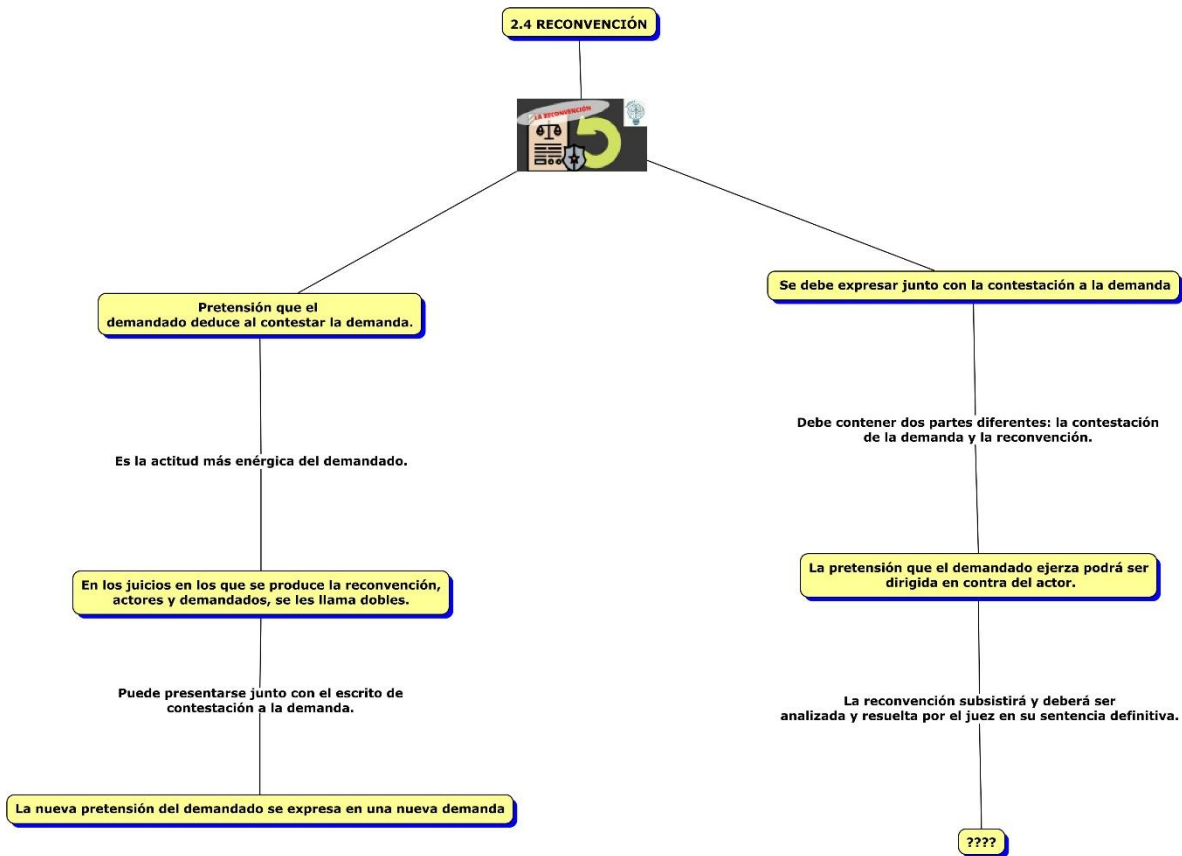 2.4 RECONVENCIÓN
LA RECONVENCIÓN
Pretensión que el
demandado deduce al contestar la demanda.
Es la actitud más enérgica del demandado.
En los juicios en los que se produce la reconvención,
actores y demandados, se les llama dobles.
Puede presentarse junto con el escrito de
contestación a la demanda.
La nueva pretensión del demandado se expresa en una nueva demanda
Se debe expresar junto con la contestación a la demanda
Debe contener dos partes diferentes: la contestación
de la demanda y la reconvención.
La pretensión que el demandado ejerza podrá ser
dirigida en contra del actor.
La reconvención subsistirá y deberá ser
analizada y resuelta por el juez en su sentencia definitiva.
????